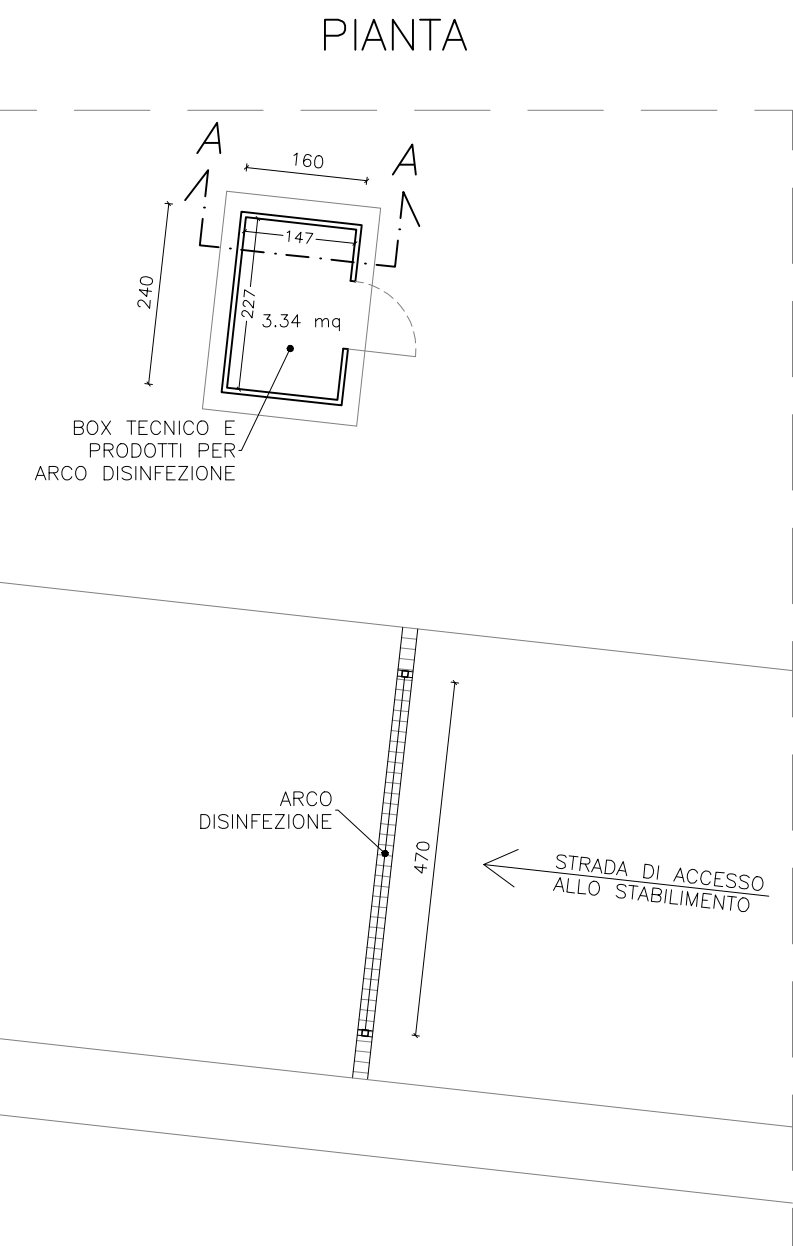 PIANTA
A
A
160
147
240
227
3.34 mq
BOX TECNICO E
PRODOTTI PER
ARCO DISINFEZIONE
ARCO
DISINFEZIONE
470
STRADA DI ACCESSO
ALLO STABILIMENTO